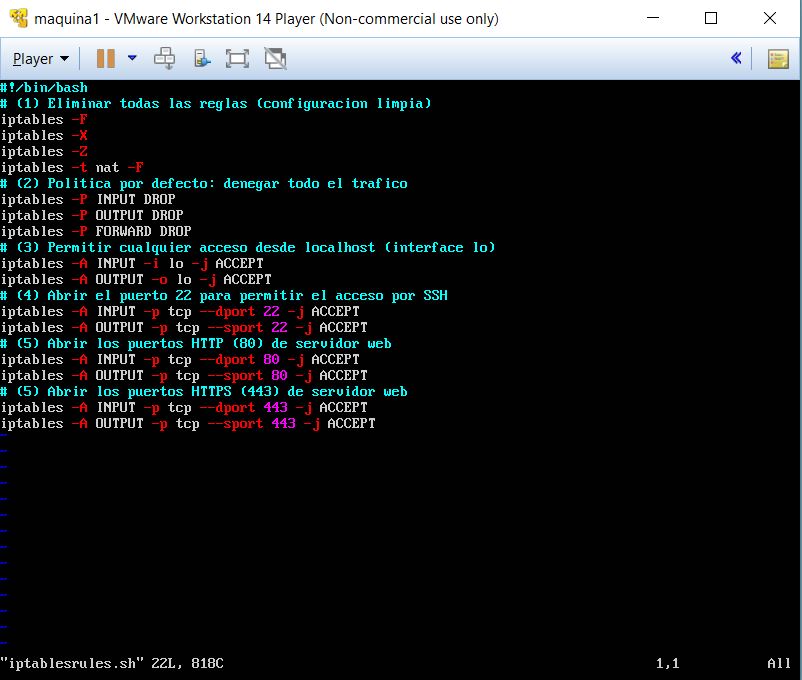 maquina1 - VMware Workstation 14 Player (Non-commercial use only)
Player
#!/bin/bash
# (1) Eliminar todas las reglas (configuracion limpia)
iptables -F
iptables -X
iptables -Z
iptables -t nat -F
# (2) Politica por defecto: denegar todo el trafico
iptables -P INPUT DROP
iptables -P OUTPUT DROP
iptables -P FORWARD DROP
# (3) Permitir cualquier acceso desde localhost (interface lo)
iptables -A INPUT -i lo -j ACCEPT
iptables -A OUTPUT -o lo -j ACCEPT
# (4) Abrir el puerto 22 para permitir el acceso por SSH
iptables -A INPUT -p tcp --dport 22 -j ACCEPT
iptables -A OUTPUT -p tcp --sport 22 -j ACCEPT
# (5) Abrir los puertos HTTP (80) de servidor web
iptables -A INPUT -p tcp --dport 80 -j ACCEPT
iptables -A OUTPUT -p tcp --sport 80 -j ACCEPT
# (5) Abrir los puertos HTTPS (443) de servidor web
iptables -A INPUT -p tcp --dport 443 -j ACCEPT
iptables -A OUTPUT -p tcp --sport 443 -j ACCEPT
~
~
~
~
~
~
~
~
~
~
~
~
~
~
"iptablesrules.sh" 22L, 818C 1,1 All